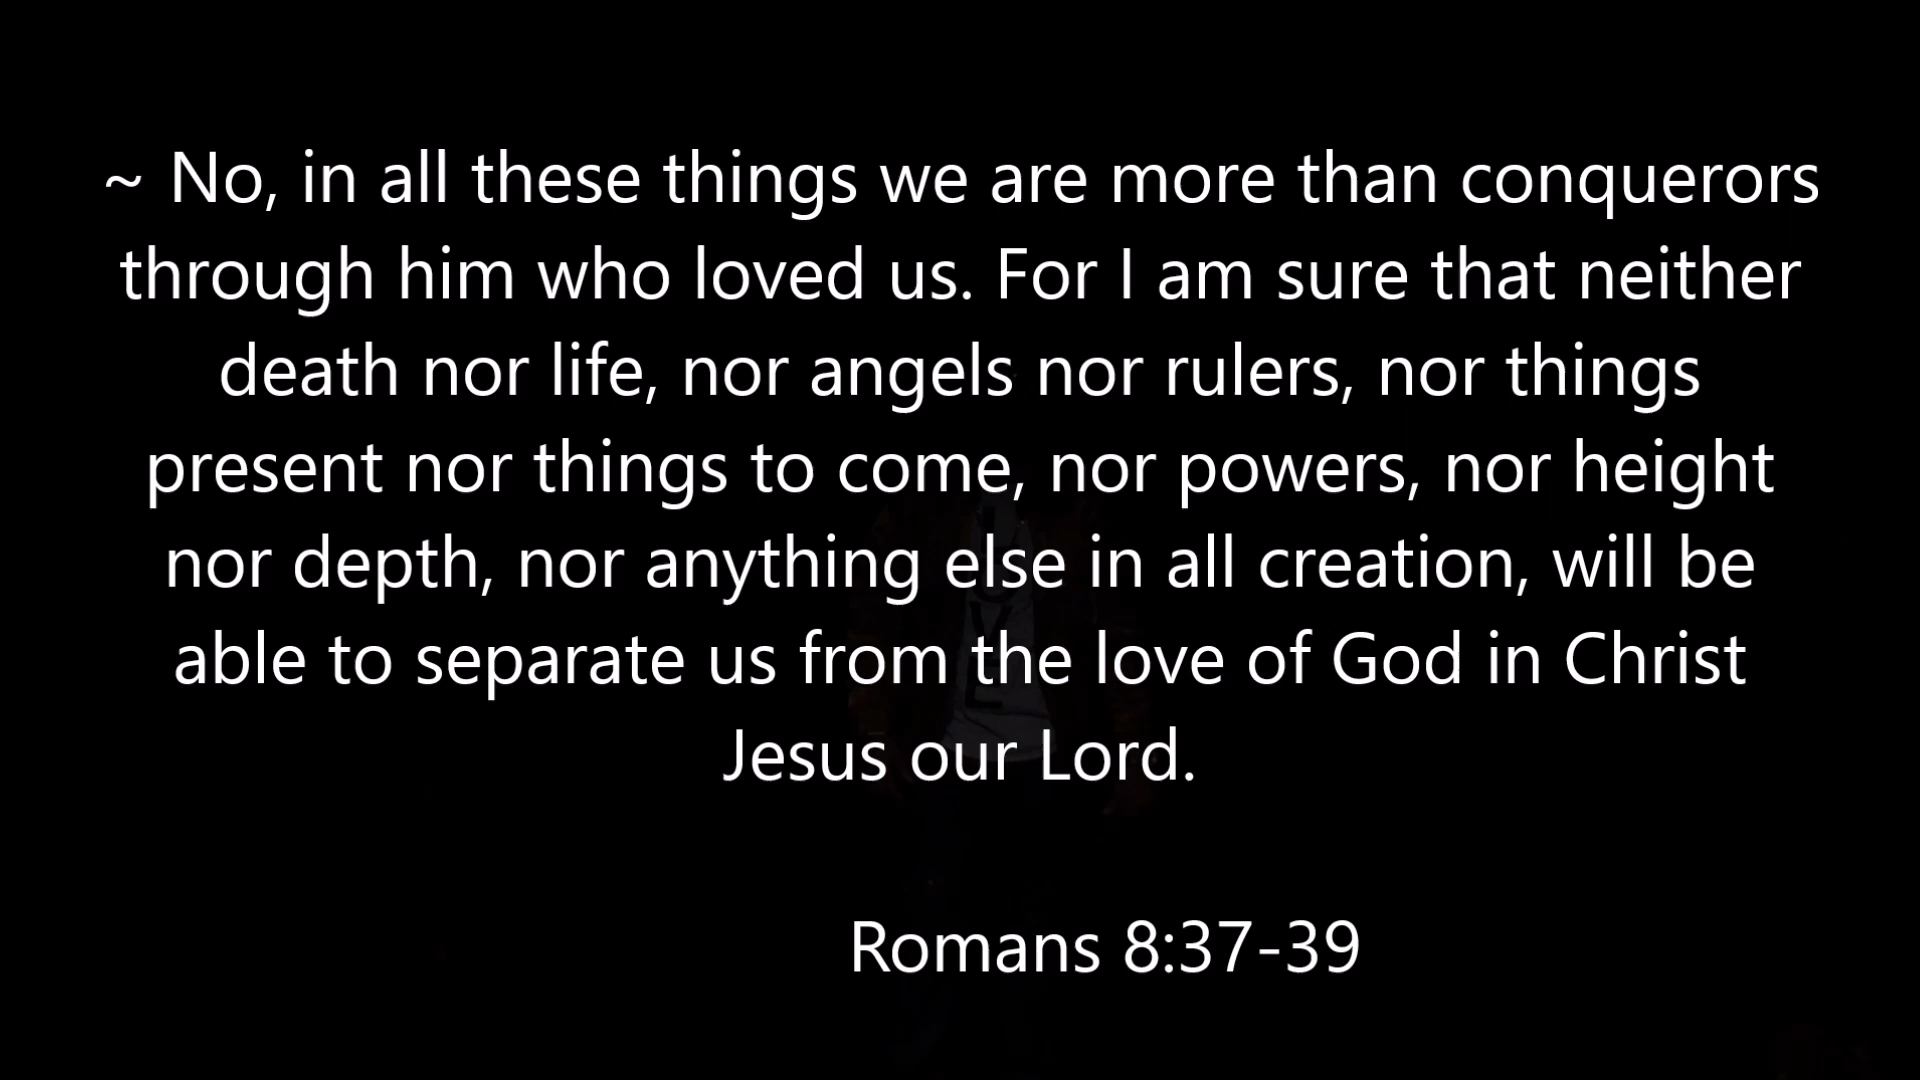 ~ No, in all these things we are more than conquerors
through him who loved us. For I am sure that neither
death nor life, nor angels nor rulers, nor things
present nor things to come, nor powers, nor height
nor depth, nor anything else in all creation, will be
able to separate us from the love of God in Christ
Jesus our Lord.
Romans 8:37-39